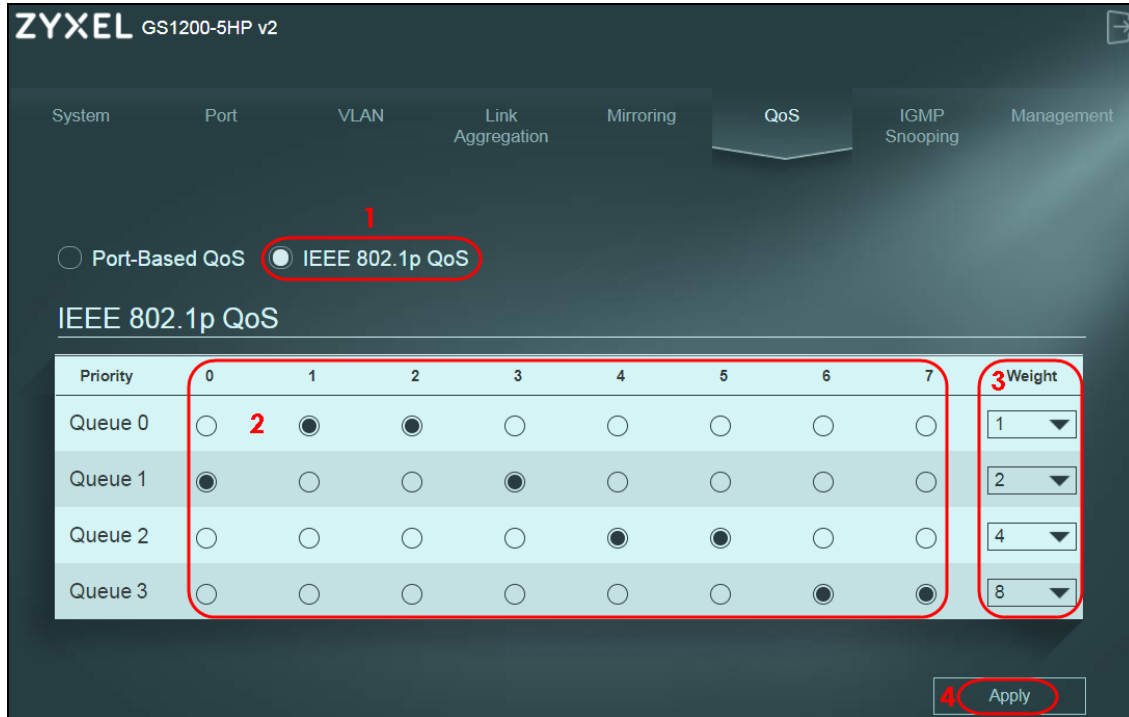 ZYXEL GS1200-5HP v2
System Port VLAN Link Aggregation Mirroring QoS IGMP Snooping Management
1
Port-Based QoS IEEE 802.1p QoS
IEEE 802.1p QoS
Priority 0 1 2 3 4 5 6 7 3 Weight
Queue 0 2 1
Queue 1 2
Queue 2 4
Queue 3 8
4 Apply